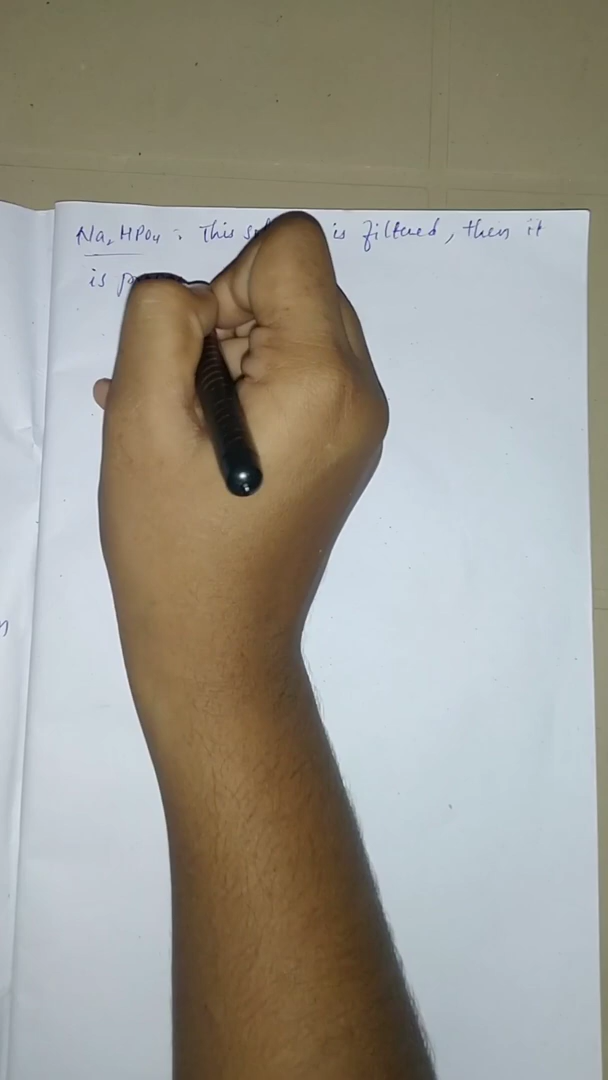 Na₂HPO₄ : This is filtered, then it
is